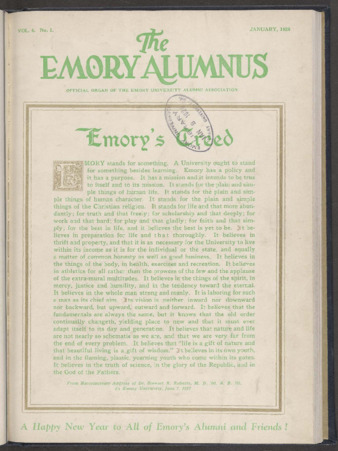 VOL. 6. No. 1.
JANUARY, 1930
The
EMORY ALUMNUS
OFFICIAL ORGAN OF THE EMORY UNIVERSITY ALUMNI ASSOCIATION
Emory's Creed
EMORY stands for something. A University ought to stand
for something besides learning. Emory has a policy and
it has a purpose. It has a mission and it intends to be true
to itself and to its mission. It stands for the plain and sim-
ple things of human life. It stands for the plain and sim-
ple things of human character. It stands for the plain and simple
things of the Christian religion. It stands for life and that more abun-
dantly; for truth and that freely; for scholarship and that deeply; for
work and that hard; for play and that gladly; for faith and that sim-
ply; for the best in life, and it believes the best is yet to be. It be-
lieves in preparation for life and that thoroughly. It believes in
thrift and property, and that it is as necessary for the University to live
within its income as it is for the individual or the state, and equally
a matter of common honesty as well as good business. It believes in
the things of the body, in health, exercise and recreation. It believes
in athletics for all rather than the prowess of the few and the applause
of the extra-mural multitudes. It believes in the things of the spirit, in
mercy, justice and humility, and in the tendency toward the eternal.
It believes in the whole man strong and sturdy. It is laboring for such
a man as its chief aim. Its vision is neither inward nor downward
nor backward, but upward, outward and forward. It believes that the
fundamentals are always the same, but it knows that the old order
continually changeth, yielding place to new and that it must ever
adapt itself to its day and generation. It believes that nature and life
are not nearly so schematic as we are, and that we are very far from
the end of every problem. It believes that "life is a gift of nature and
that beautiful living is a gift of wisdom." It believes in its own youth,
and in the flaming, plastic yearning youth who come within its gates.
It believes in the truth of science, in the glory of the Republic, and in
the God of the Fathers.
A Happy New Year to All of Emory's Alumni and Friends!